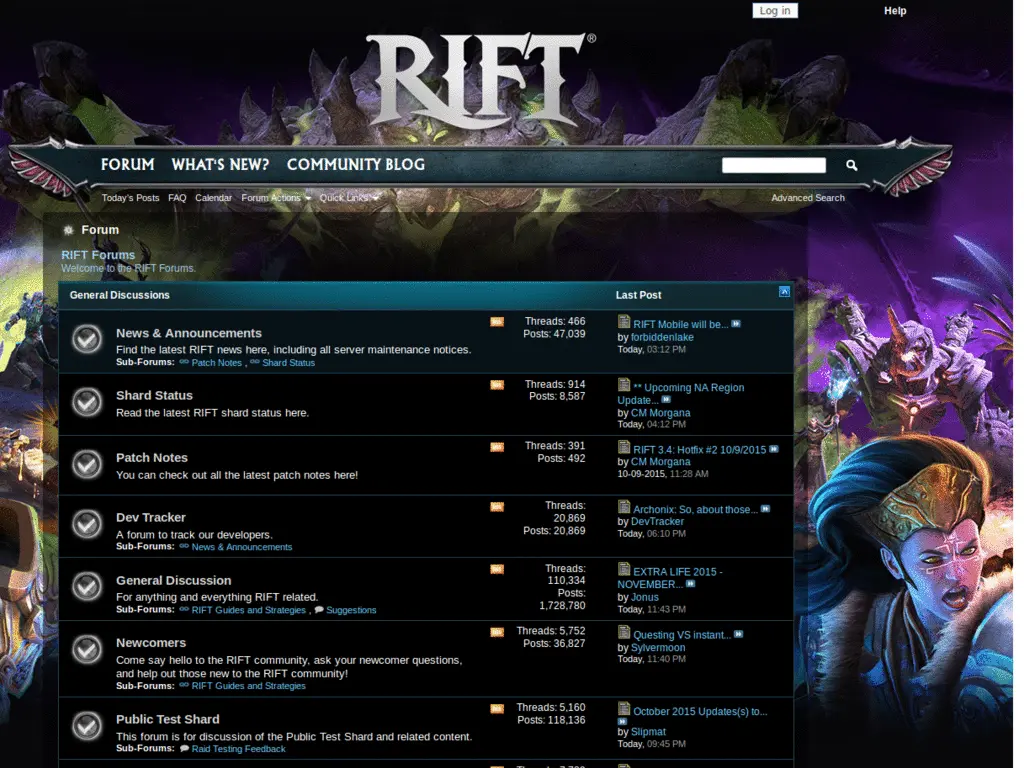 Log in
Help
RIFT®
FORUM WHAT'S NEW? COMMUNITY BLOG
Today's Posts FAQ Calendar Forum Actions Quick Links Advanced Search
Forum
RIFT Forums
Welcome to the RIFT Forums.
General Discussions Last Post
News & Announcements
Find the latest RIFT news here, including all server maintenance notices.
Sub-Forums: Patch Notes , Shard Status
Threads: 466
Posts: 47,039
RIFT Mobile will be...
by forbiddenlake
Today, 03:12 PM
Shard Status
Read the latest RIFT shard status here.
Threads: 914
Posts: 8,587
** Upcoming NA Region
Update...
by CM Morgana
Today, 04:12 PM
Patch Notes
You can check out all the latest patch notes here!
Threads: 391
Posts: 492
RIFT 3.4: Hotfix #2 10/9/2015
by CM Morgana
10-09-2015, 11:28 AM
Dev Tracker
A forum to track our developers.
Sub-Forums: News & Announcements
Threads:
20,869
Posts: 20,869
Archonix: So, about those...
by DevTracker
Today, 06:10 PM
General Discussion
For anything and everything RIFT related.
Sub-Forums: RIFT Guides and Strategies , Suggestions
Threads:
110,334
Posts:
1,728,780
EXTRA LIFE 2015 -
NOVEMBER...
by Jonus
Today, 11:43 PM
Newcomers
Come say hello to the RIFT community, ask your newcomer questions,
and help out those new to the RIFT community!
Sub-Forums: RIFT Guides and Strategies
Threads: 5,752
Posts: 36,827
Questing VS instant...
by Sylvermoon
Today, 11:40 PM
Public Test Shard
This forum is for discussion of the Public Test Shard and related content.
Sub-Forums: Raid Testing Feedback
Threads: 5,160
Posts: 118,136
October 2015 Updates(s) to...
by Slipmat
Today, 09:45 PM